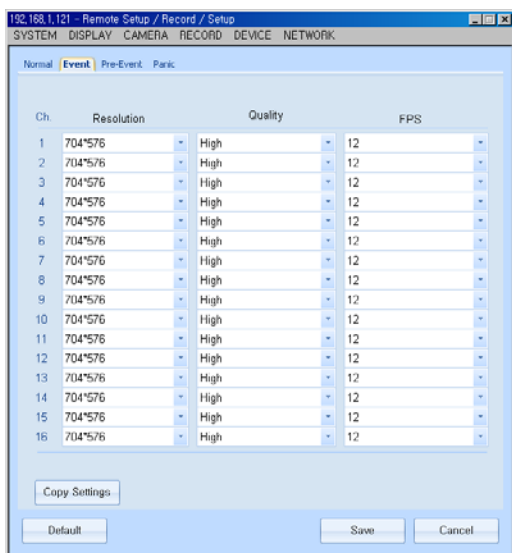 192,168,1,121 - Remote Setup / Record / Setup
SYSTEM DISPLAY CAMERA RECORD DEVICE NETWORK
Normal Event Pre-Event Panic
Ch. Resolution Quality FPS
1 704*576 High 12
2 704*576 High 12
3 704*576 High 12
4 704*576 High 12
5 704*576 High 12
6 704*576 High 12
7 704*576 High 12
8 704*576 High 12
9 704*576 High 12
10 704*576 High 12
11 704*576 High 12
12 704*576 High 12
13 704*576 High 12
14 704*576 High 12
15 704*576 High 12
16 704*576 High 12
Copy Settings
Default Save Cancel